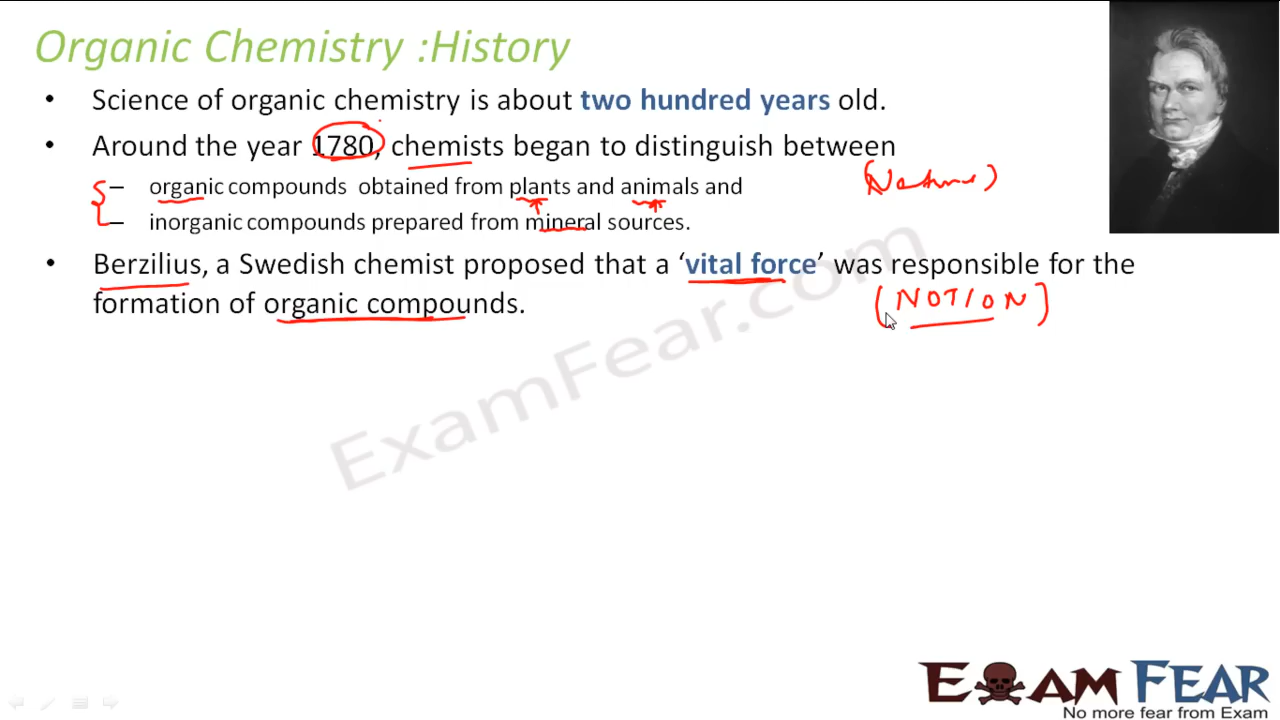 Organic Chemistry :History
• Science of organic chemistry is about two hundred years old.
• Around the year 1780, chemists began to distinguish between
– organic compounds obtained from plants and animals and
(Nature)
– inorganic compounds prepared from mineral sources.
• Berzilius, a Swedish chemist proposed that a ‘vital force’ was responsible for the
formation of organic compounds.
(NOTION)
ExamFear.com
EXAM FEAR
No more fear from Exam